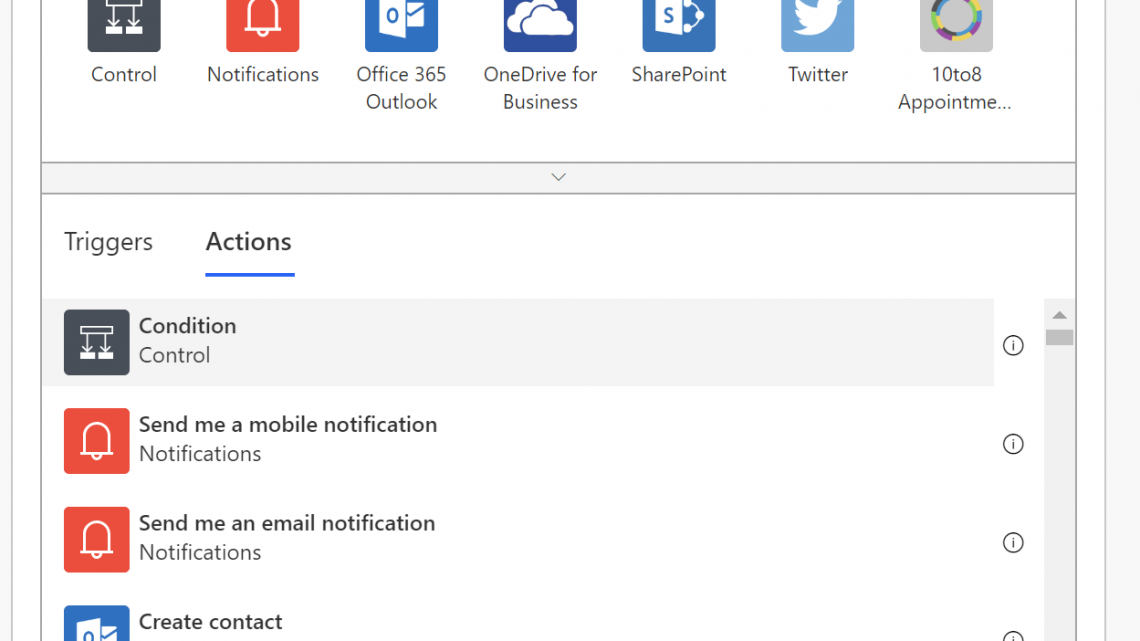 Control
Notifications
Office 365
Outlook
OneDrive for
Business
SharePoint
Twitter
10to8
Appointme...
Triggers
Actions
Condition
Control
Send me a mobile notification
Notifications
Send me an email notification
Notifications
Create contact